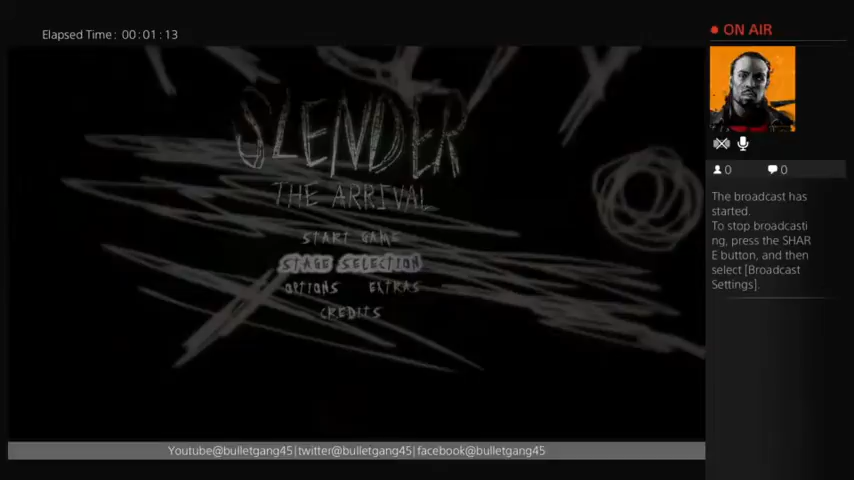 Elapsed Time: 00:01:13
ON AIR
SLENDER
THE ARRIVAL
START GAME
STAGE SELECTION
OPTIONS EXTRAS
CREDITS
0 0
The broadcast has
started.
To stop broadcasti
ng, press the SHAR
E button, and then
select [Broadcast
Settings].
Youtube@bulletgang45|twitter@bulletgang45|facebook@bulletgang45